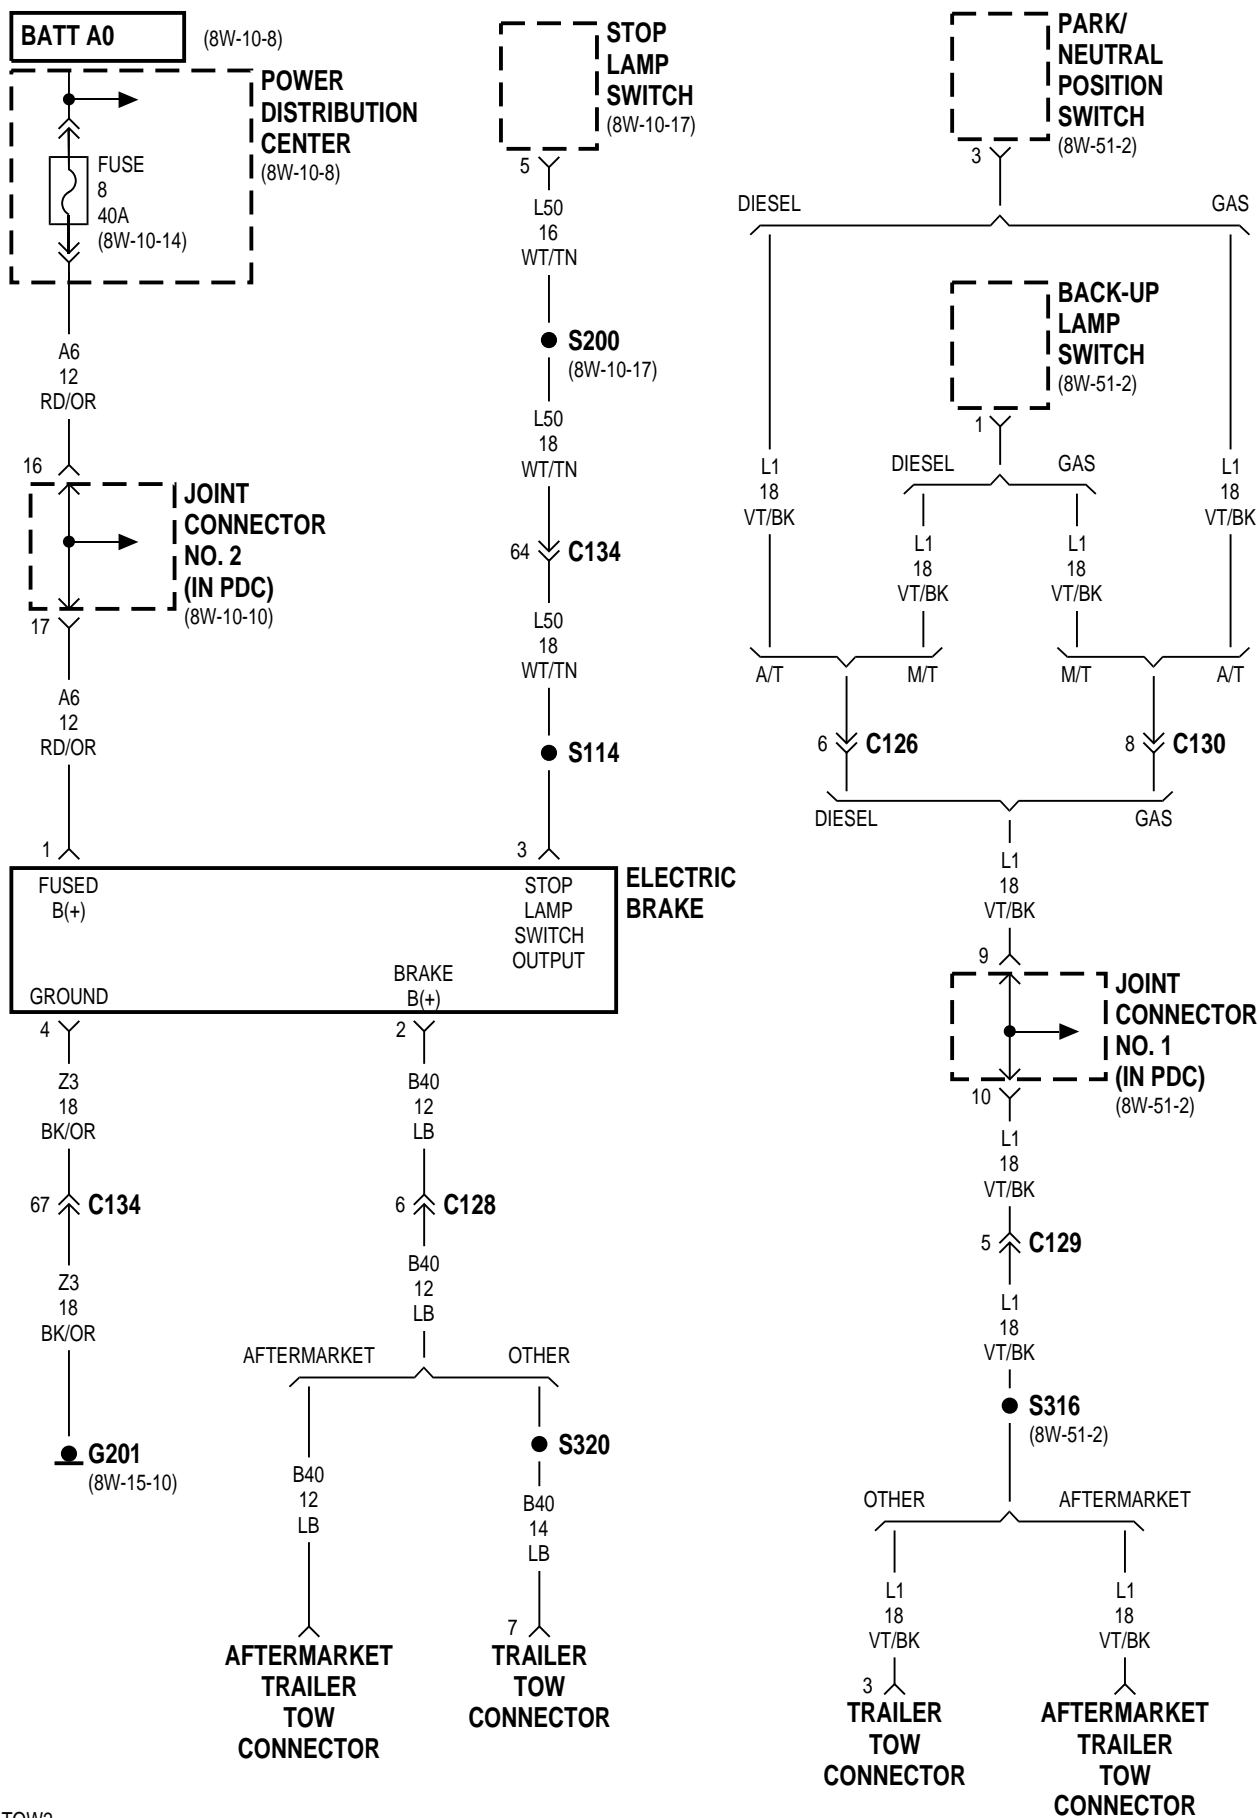 BATT A0
(8W-10-8)
POWER
DISTRIBUTION
CENTER
(8W-10-8)
FUSE
8
40A
(8W-10-14)
A6
12
RD/OR
16
JOINT
CONNECTOR
NO. 2
(IN PDC)
(8W-10-10)
17
A6
12
RD/OR
1
STOP
LAMP
SWITCH
(8W-10-17)
5
L50
16
WT/TN
S200
(8W-10-17)
L50
18
WT/TN
64
C134
L50
18
WT/TN
S114
3
ELECTRIC
BRAKE
FUSED
B(+)
STOP
LAMP
SWITCH
OUTPUT
GROUND
BRAKE
B(+)
4
Z3
18
BK/OR
67
C134
Z3
18
BK/OR
G201
(8W-15-10)
2
B40
12
LB
6
C128
B40
12
LB
AFTERMARKET
OTHER
B40
12
LB
AFTERMARKET
TRAILER
TOW
CONNECTOR
S320
B40
14
LB
7
TRAILER
TOW
CONNECTOR
PARK/
NEUTRAL
POSITION
SWITCH
(8W-51-2)
3
DIESEL
GAS
BACK-UP
LAMP
SWITCH
(8W-51-2)
1
DIESEL
GAS
L1
18
VT/BK
L1
18
VT/BK
L1
18
VT/BK
L1
18
VT/BK
A/T
M/T
M/T
A/T
6
C126
8
C130
DIESEL
GAS
L1
18
VT/BK
9
JOINT
CONNECTOR
NO. 1
(IN PDC)
(8W-51-2)
10
L1
18
VT/BK
5
C129
L1
18
VT/BK
S316
(8W-51-2)
OTHER
AFTERMARKET
L1
18
VT/BK
3
TRAILER
TOW
CONNECTOR
L1
18
VT/BK
AFTERMARKET
TRAILER
TOW
CONNECTOR